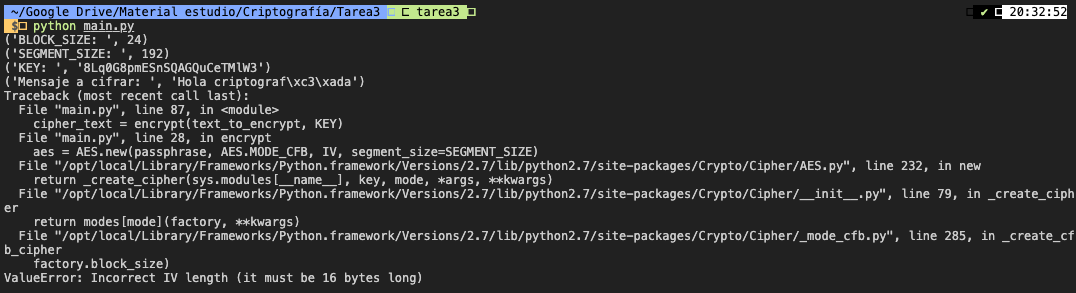 ~/Google Drive/Material estudio/Criptografía/Tarea3 tarea3 ✔ 20:32:52
$ python main.py
('BLOCK_SIZE: ', 24)
('SEGMENT_SIZE: ', 192)
('KEY: ', '8Lq0G8pmESnSQAGQuCeTMlW3')
('Mensaje a cifrar: ', 'Hola criptograf\xc3\xada')
Traceback (most recent call last):
  File "main.py", line 87, in <module>
    cipher_text = encrypt(text_to_encrypt, KEY)
  File "main.py", line 28, in encrypt
    aes = AES.new(passphrase, AES.MODE_CFB, IV, segment_size=SEGMENT_SIZE)
  File "/opt/local/Library/Frameworks/Python.framework/Versions/2.7/lib/python2.7/site-packages/Crypto/Cipher/AES.py", line 232, in new
    return _create_cipher(sys.modules[__name__], key, mode, *args, **kwargs)
  File "/opt/local/Library/Frameworks/Python.framework/Versions/2.7/lib/python2.7/site-packages/Crypto/Cipher/__init__.py", line 79, in _create_ciph
er
    return modes[mode](factory, **kwargs)
  File "/opt/local/Library/Frameworks/Python.framework/Versions/2.7/lib/python2.7/site-packages/Crypto/Cipher/_mode_cfb.py", line 285, in _create_cf
b_cipher
    factory.block_size)
ValueError: Incorrect IV length (it must be 16 bytes long)